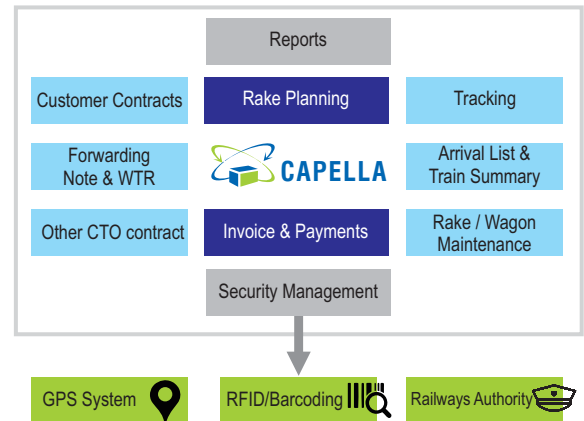 Reports
Customer Contracts
Rake Planning
Tracking
Forwarding
Note & WTR
CAPELLA
Arrival List &
Train Summary
Other CTO contract
Invoice & Payments
Rake / Wagon
Maintenance
Security Management
GPS System
RFID/Barcoding
Railways Authority